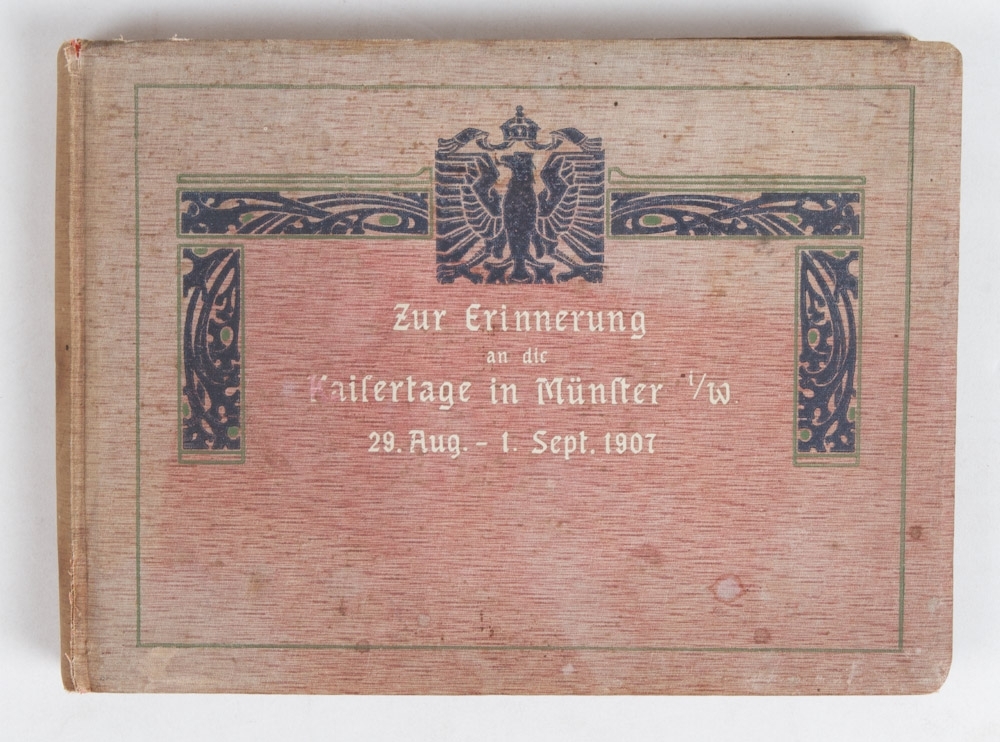 Zur Erinnerung
an die
Kaiſertage in Münſter i/W.
29. Aug. – 1. Sept. 1907